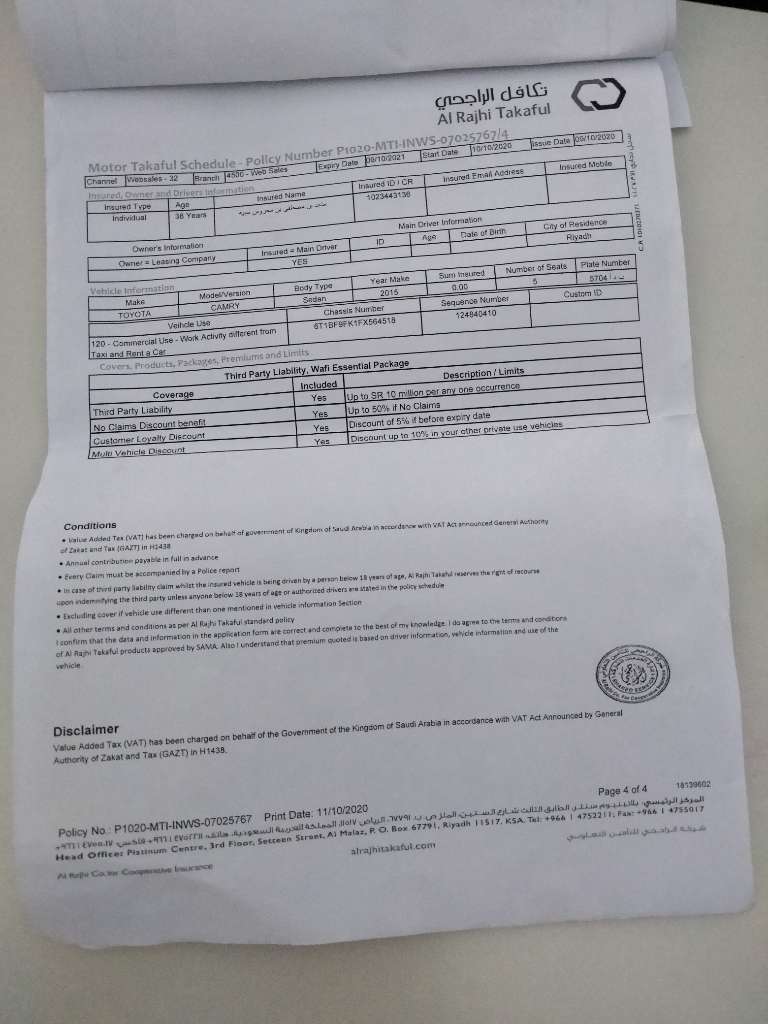 تكافل الراجحي
Al Rajhi Takaful
Motor Takaful Schedule - Policy Number P1020-MTI-INWS-07025767/4
Channel Websales - 32 Branch 4500 - Web Sales Expiry Date 09/10/2021 Start Date 10/10/2020 Issue Date 09/10/2020
Insured, Owner and Drivers Information
Insured Type Age Insured Name Insured ID / CR Insured Email Address Insured Mobile
Individual 36 Years 1023443136
Owner's Information Main Driver Information
Owner = Leasing Company Insured = Main Driver ID Age Date of Birth City of Residence
YES Riyadh
Vehicle Information
Make Model/Version Body Type Year Make Sum Insured Number of Seats Plate Number
TOYOTA CAMRY Sedan 2015 0.00 5 5704
Veihcle Use Chassis Number Sequence Number Custom ID
120 - Commercial Use - Work Activity different from Taxi and Rent a Car 6T1BF9FK1FX564518 124840410
Covers, Products, Packages, Premiums and Limits
Third Party Liability, Wafi Essential Package
Coverage Included Description / Limits
Third Party Liability Yes Up to SR 10 million per any one occurrence
No Claims Discount benefit Yes Up to 50% if No Claims
Customer Loyalty Discount Yes Discount of 5% if before expiry date
Multi Vehicle Discount Yes Discount up to 10% in your other private use vehicles
Conditions
• Value Added Tax (VAT) has been charged on behalf of government of Kingdom of Saudi Arabia in accordance with VAT Act announced General Authority
of Zakat and Tax (GAZT) in H1438
• Annual contribution payable in full in advance
• Every Claim must be accompanied by a Police report
• In case of third party liability claim whilst the insured vehicle is being driven by a person below 18 years of age, Al Rajhi Takaful reserves the right of recourse
upon indemnifying the third party unless anyone below 18 years of age or authorized drivers are stated in the policy schedule
• Excluding cover if vehicle use different than one mentioned in vehicle information Section
• All other terms and conditions as per Al Rajhi Takaful standard policy
I confirm that the data and information in the application form are correct and complete to the best of my knowledge. I do agree to the terms and conditions
of Al Rajhi Takaful products approved by SAMA. Also I understand that premium quoted is based on driver information, vehicle information and use of the
vehicle.
Disclaimer
Value Added Tax (VAT) has been charged on behalf of the Government of the Kingdom of Saudi Arabia in accordance with VAT Act Announced by General
Authority of Zakat and Tax (GAZT) in H1438.
Policy No.: P1020-MTI-INWS-07025767 Print Date: 11/10/2020 Page 4 of 4 18139602
المركز الرئيسي: بلاتينيوم سنتر، الطابق الثالث شارع الستين، الملز ص.ب. ٦٧٧٩١، الرياض ١١٥١٧، المملكة العربية السعودية، هاتف: ٤٧٥٢٢١١ ١ ٩٦٦+ فاكس: ٤٧٥٥٠١٧ ١ ٩٦٦+
Head Office: Platinum Centre, 3rd Floor, Setteen Street, Al Malaz, P. O. Box 67791, Riyadh 11517, KSA, Tel: +966 1 4752211, Fax: +966 1 4755017
Al Rajhi Co. for Cooperative Insurance alrajhitakaful.com شركة الراجحي للتأمين التعاوني